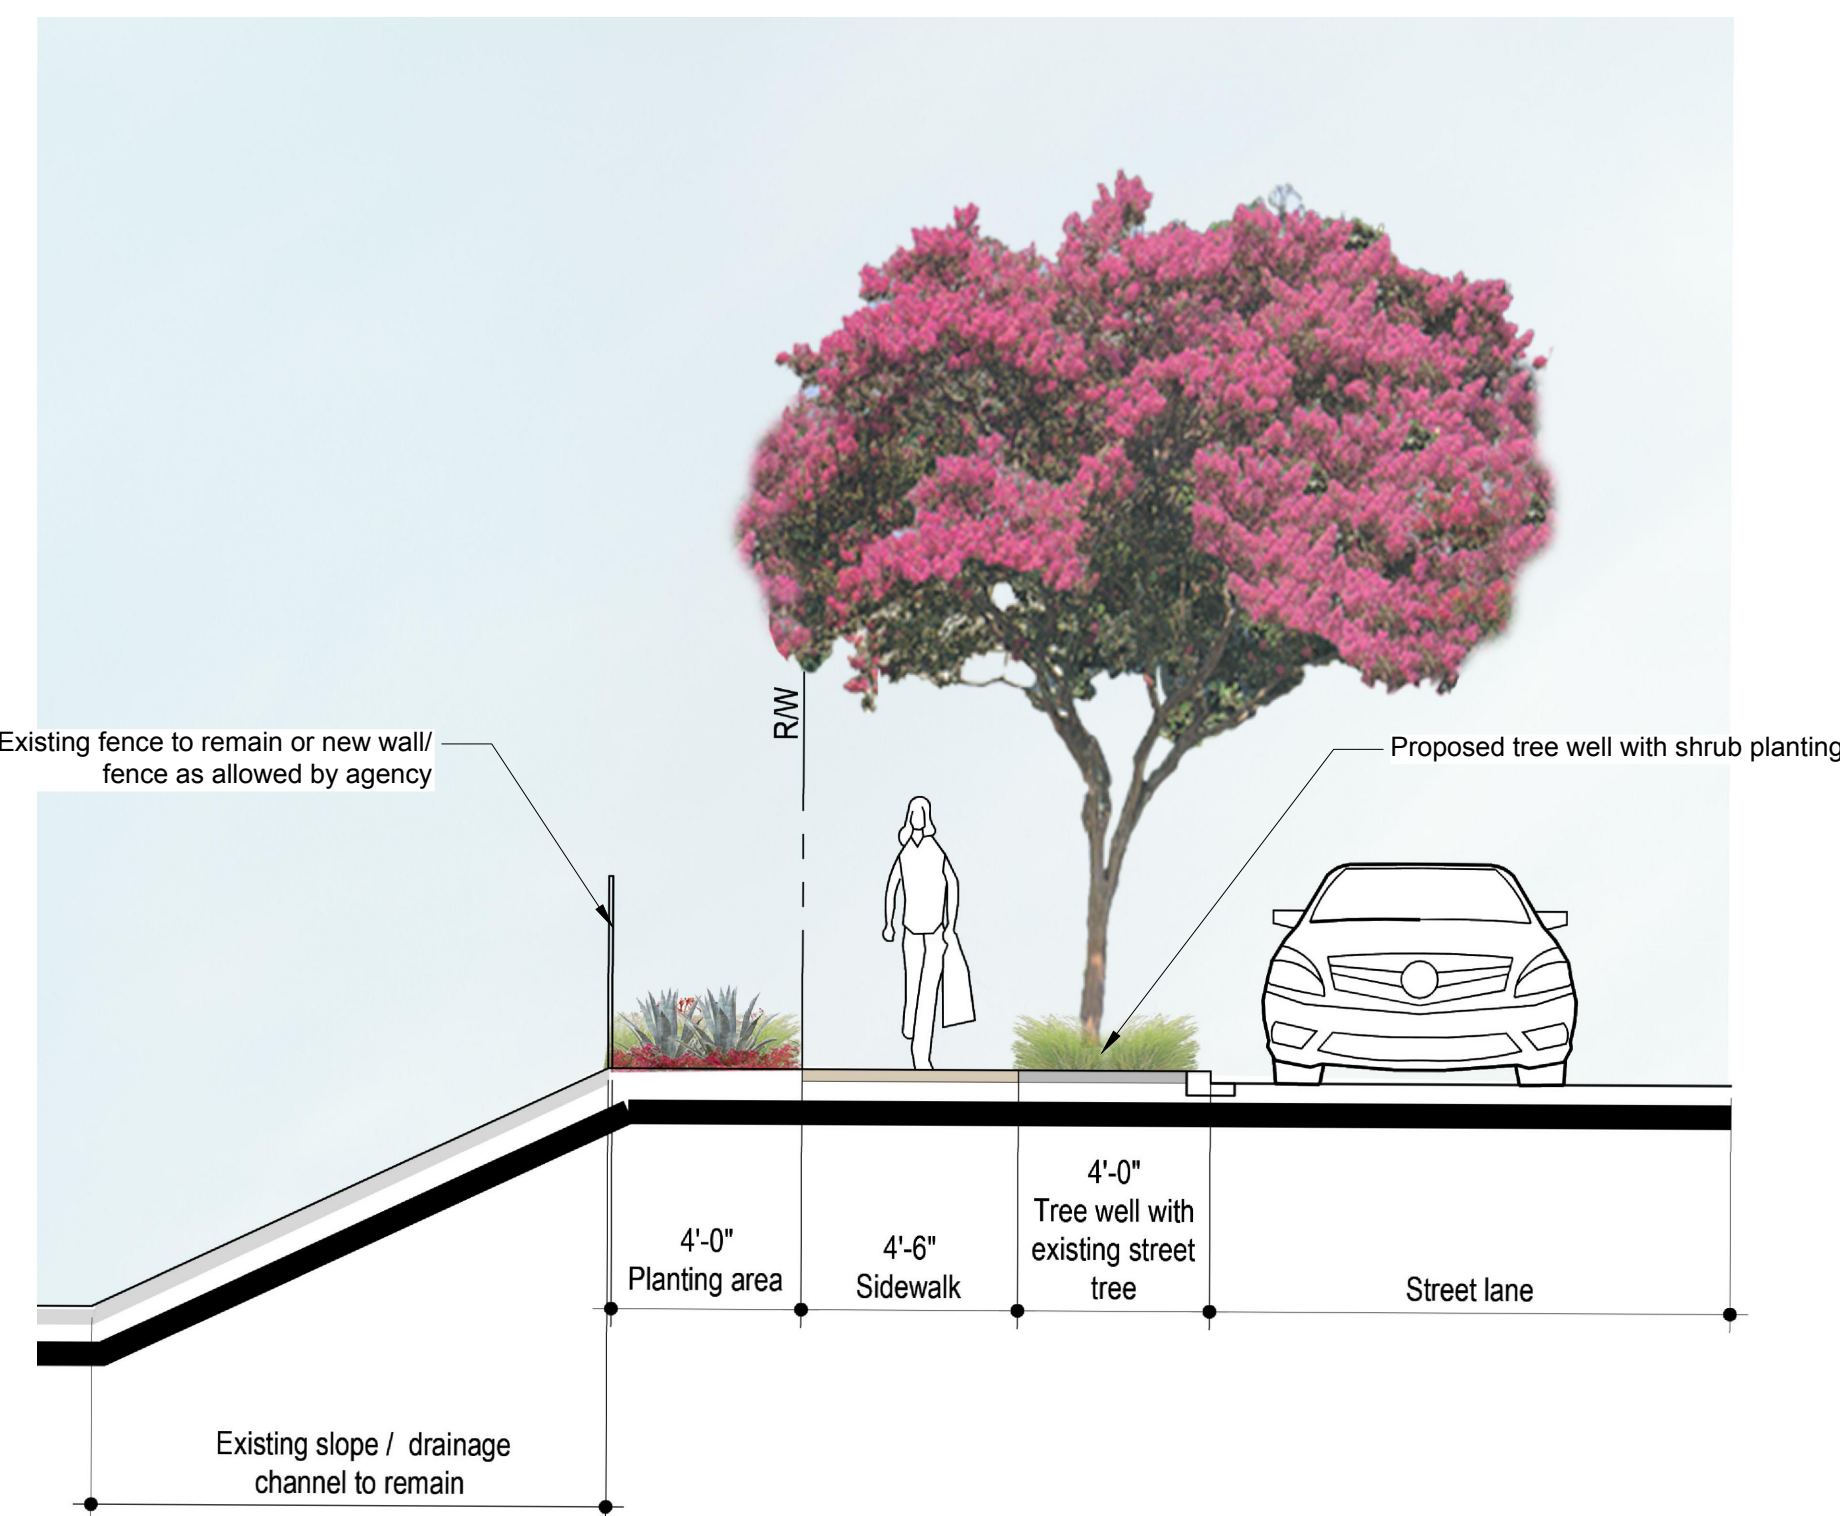 R/W
Existing fence to remain or new wall/
fence as allowed by agency
Proposed tree well with shrub planting
4'-0"
Planting area
4'-6"
Sidewalk
4'-0"
Tree well with
existing street
tree
Street lane
Existing slope / drainage
channel to remain